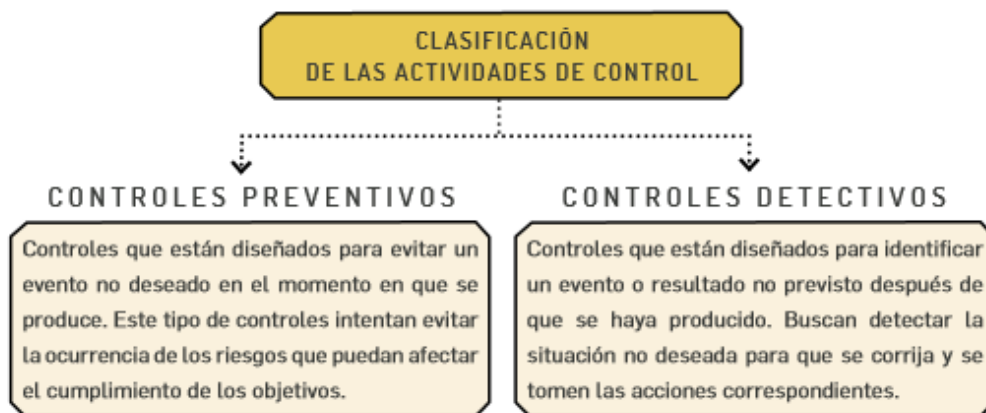 CLASIFICACIÓN
DE LAS ACTIVIDADES DE CONTROL
CONTROLES PREVENTIVOS
Controles que están diseñados para evitar un
evento no deseado en el momento en que se
produce. Este tipo de controles intentan evitar
la ocurrencia de los riesgos que puedan afectar
el cumplimiento de los objetivos.
CONTROLES DETECTIVOS
Controles que están diseñados para identificar
un evento o resultado no previsto después de
que se haya producido. Buscan detectar la
situación no deseada para que se corrija y se
tomen las acciones correspondientes.